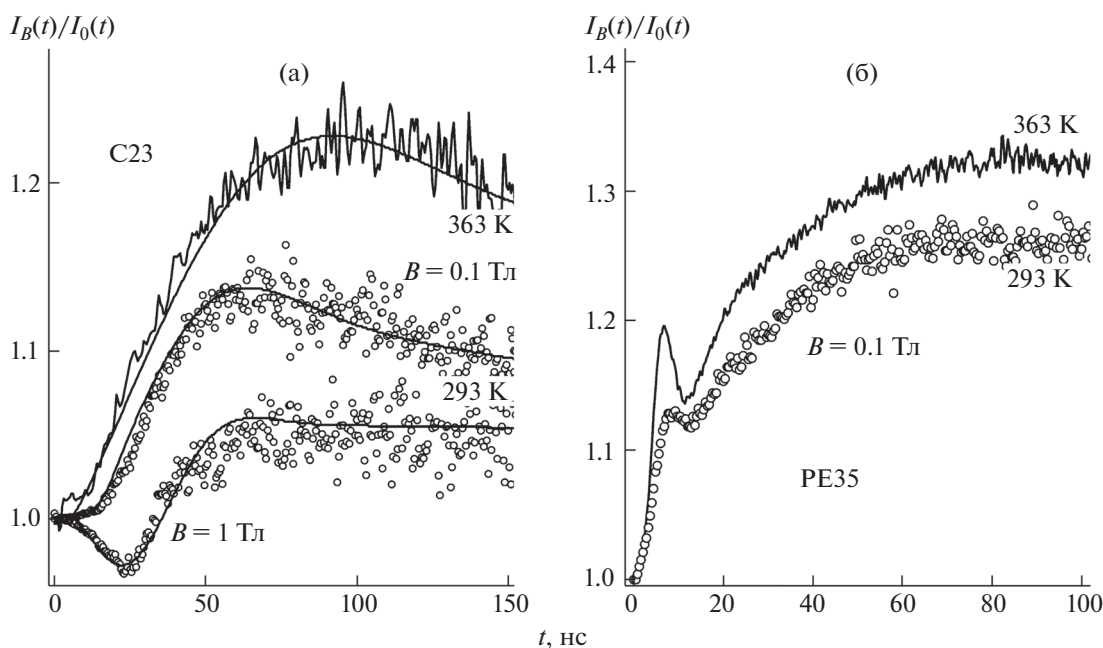 I_B(t)/I_0(t)
(а)
C23
1.2
1.1
1.0
363 K
B = 0.1 Тл
293 K
B = 1 Тл
0
50
100
150
I_B(t)/I_0(t)
(б)
1.4
1.3
1.2
1.1
1.0
363 K
293 K
B = 0.1 Тл
PE35
0
20
40
60
80
100
t, нс